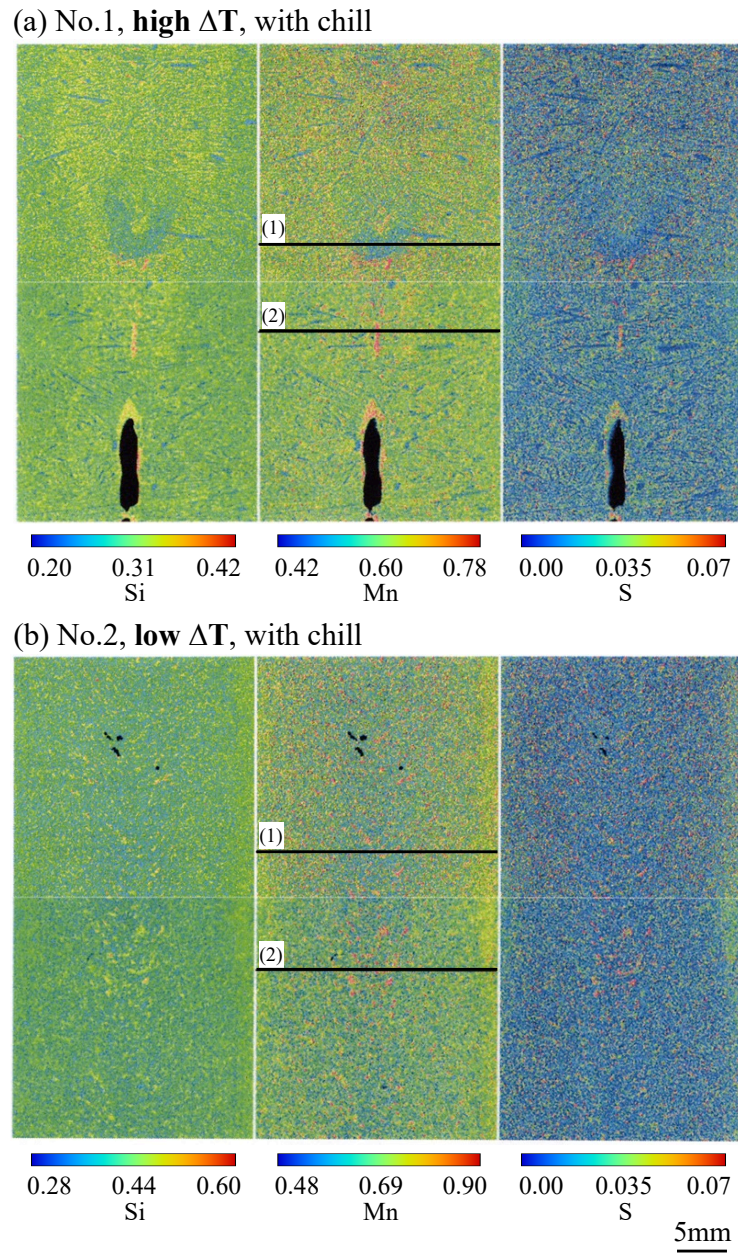 (a) No.1, high ΔT, with chill
(1)
(2)
0.20 0.31 0.42 0.42 0.60 0.78 0.00 0.035 0.07
Si Mn S
(b) No.2, low ΔT, with chill
(1)
(2)
0.28 0.44 0.60 0.48 0.69 0.90 0.00 0.035 0.07
Si Mn S
5mm